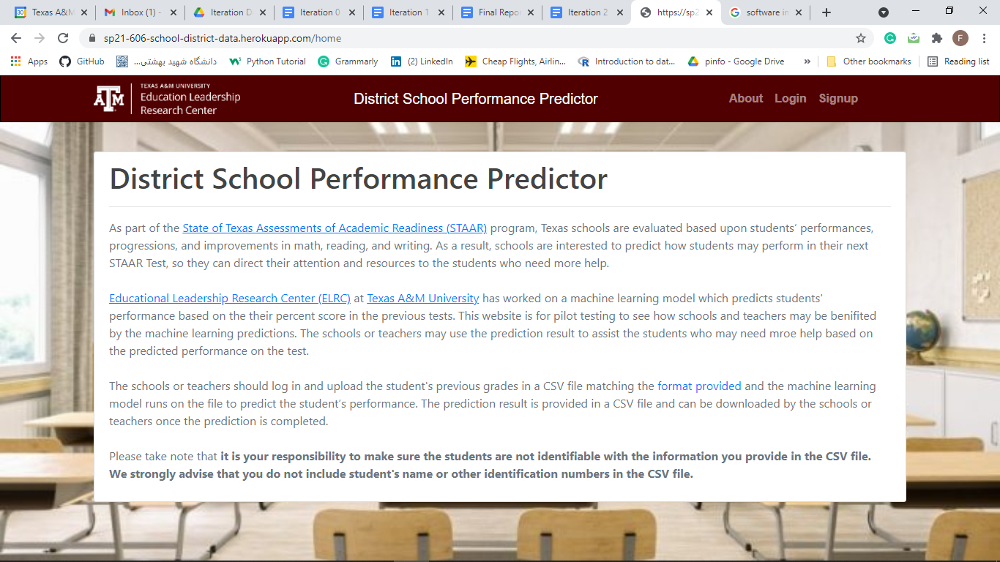 Texas A&M
Inbox (1) -
Iteration D
Iteration 0
Iteration 1
Final Repo
Iteration 2
https://sp2
software in
sp21-606-school-district-data.herokuapp.com/home
F
Apps
GitHub
دانشگاه شهید بهشتی...
Python Tutorial
Grammarly
(2) LinkedIn
Cheap Flights, Airlin...
Introduction to dat...
pinfo - Google Drive
»
Other bookmarks
Reading list
TEXAS A&M UNIVERSITY
Education Leadership
Research Center
District School Performance Predictor
About Login Signup
District School Performance Predictor
As part of the State of Texas Assessments of Academic Readiness (STAAR) program, Texas schools are evaluated based upon students’ performances,
progressions, and improvements in math, reading, and writing. As a result, schools are interested to predict how students may perform in their next
STAAR Test, so they can direct their attention and resources to the students who need more help.
Educational Leadership Research Center (ELRC) at Texas A&M University has worked on a machine learning model which predicts students'
performance based on the their percent score in the previous tests. This website is for pilot testing to see how schools and teachers may be benifited
by the machine learning predictions. The schools or teachers may use the prediction result to assist the students who may need mroe help based on
the predicted performance on the test.
The schools or teachers should log in and upload the student's previous grades in a CSV file matching the format provided and the machine learning
model runs on the file to predict the student’s performance. The prediction result is provided in a CSV file and can be downloaded by the schools or
teachers once the prediction is completed.
Please take note that it is your responsibility to make sure the students are not identifiable with the information you provide in the CSV file.
We strongly advise that you do not include student's name or other identification numbers in the CSV file.